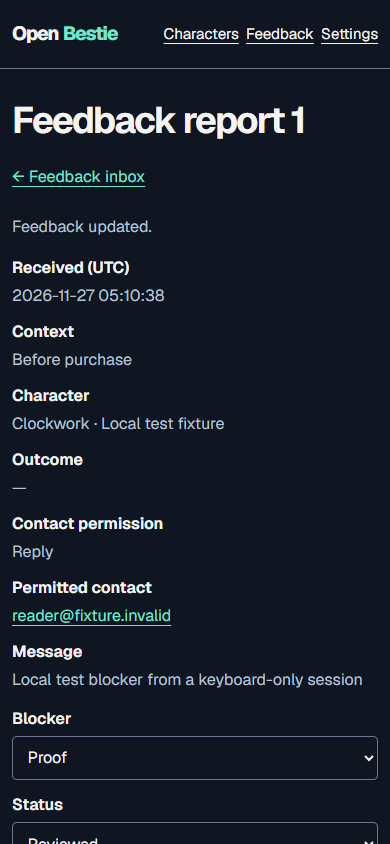 Open Bestie
Characters Feedback Settings
Feedback report 1
← Feedback inbox
Feedback updated.
Received (UTC)
2026-11-27 05:10:38
Context
Before purchase
Character
Clockwork · Local test fixture
Outcome
—
Contact permission
Reply
Permitted contact
reader@fixture.invalid
Message
Local test blocker from a keyboard-only session
Blocker
Proof
Status
Reviewed